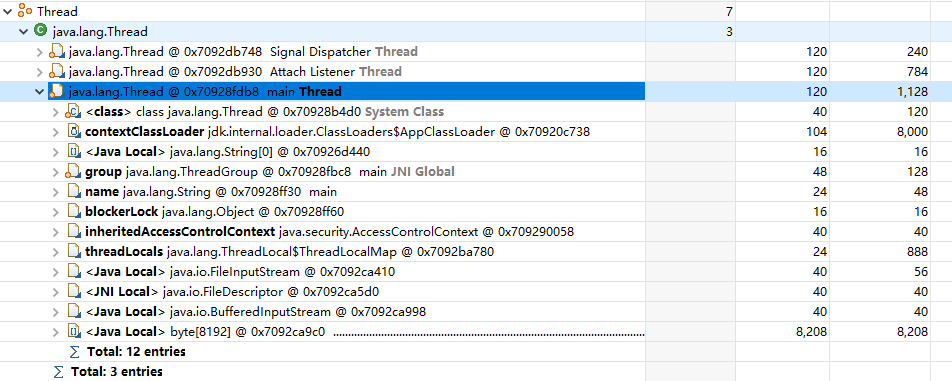 Thread 7
java.lang.Thread 3
java.lang.Thread @ 0x7092db748 Signal Dispatcher Thread 120 240
java.lang.Thread @ 0x7092db930 Attach Listener Thread 120 784
java.lang.Thread @ 0x70928fdb8 main Thread 120 1,128
<class> class java.lang.Thread @ 0x70928b4d0 System Class 40 120
contextClassLoader jdk.internal.loader.ClassLoaders$AppClassLoader @ 0x70920c738 104 8,000
<Java Local> java.lang.String[0] @ 0x70926d440 16 16
group java.lang.ThreadGroup @ 0x70928fbc8 main JNI Global 48 128
name java.lang.String @ 0x70928ff30 main 24 48
blockerLock java.lang.Object @ 0x70928ff60 16 16
inheritedAccessControlContext java.security.AccessControlContext @ 0x709290058 40 40
threadLocals java.lang.ThreadLocal$ThreadLocalMap @ 0x7092ba780 24 888
<Java Local> java.io.FileInputStream @ 0x7092ca410 40 56
<JNI Local> java.io.FileDescriptor @ 0x7092ca5d0 40 40
<Java Local> java.io.BufferedInputStream @ 0x7092ca998 40 40
<Java Local> byte[8192] @ 0x7092ca9c0 ........................................................................................................ 8,208 8,208
Σ Total: 12 entries
Σ Total: 3 entries